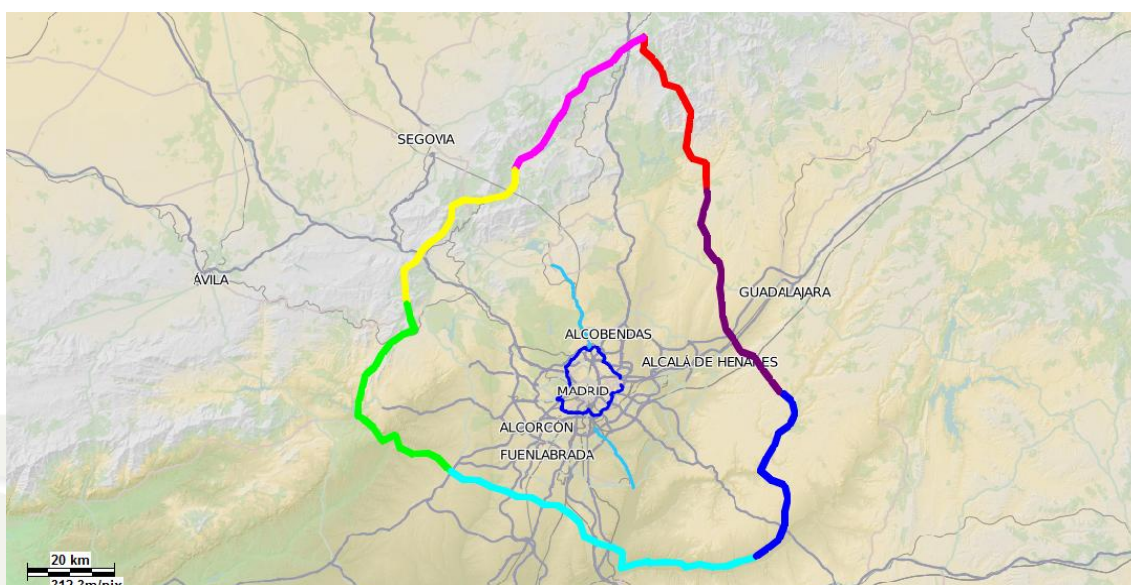 SEGOVIA
ÁVILA
GUADALAJARA
ALCOBENDAS
ALCALÁ DE HENARES
MADRID
ALCORCÓN
FUENLABRADA
20 km